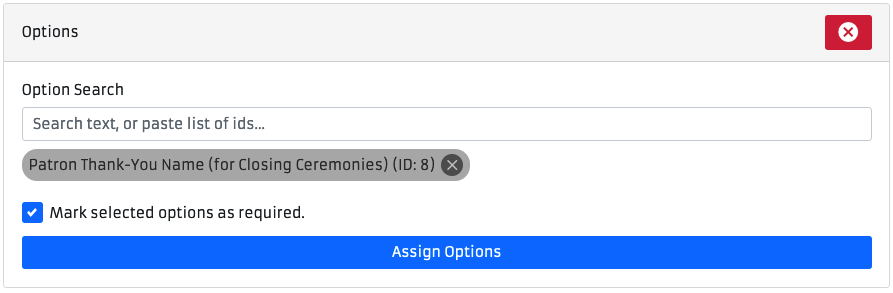 Options
Option Search
Search text, or paste list of ids...
Patron Thank-You Name (for Closing Ceremonies) (ID: 8)
Mark selected options as required.
Assign Options